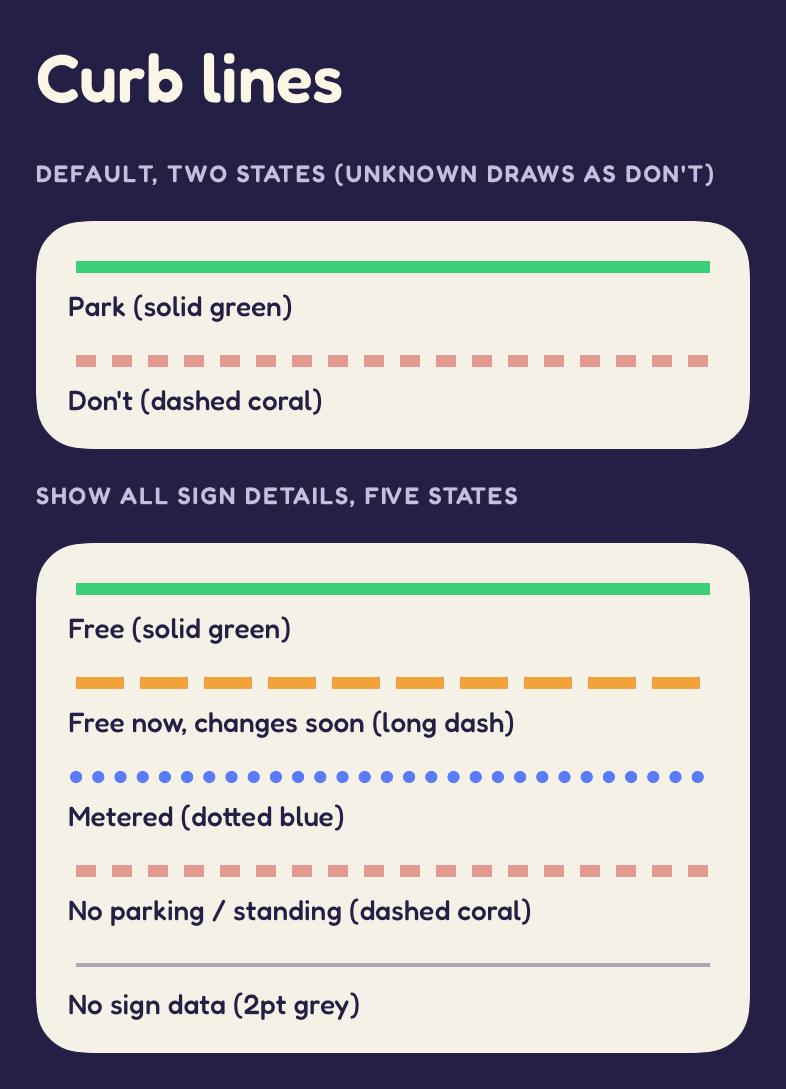 Curb lines
DEFAULT, TWO STATES (UNKNOWN DRAWS AS DON'T)
Park (solid green)
Don't (dashed coral)
SHOW ALL SIGN DETAILS, FIVE STATES
Free (solid green)
Free now, changes soon (long dash)
Metered (dotted blue)
No parking / standing (dashed coral)
No sign data (2pt grey)